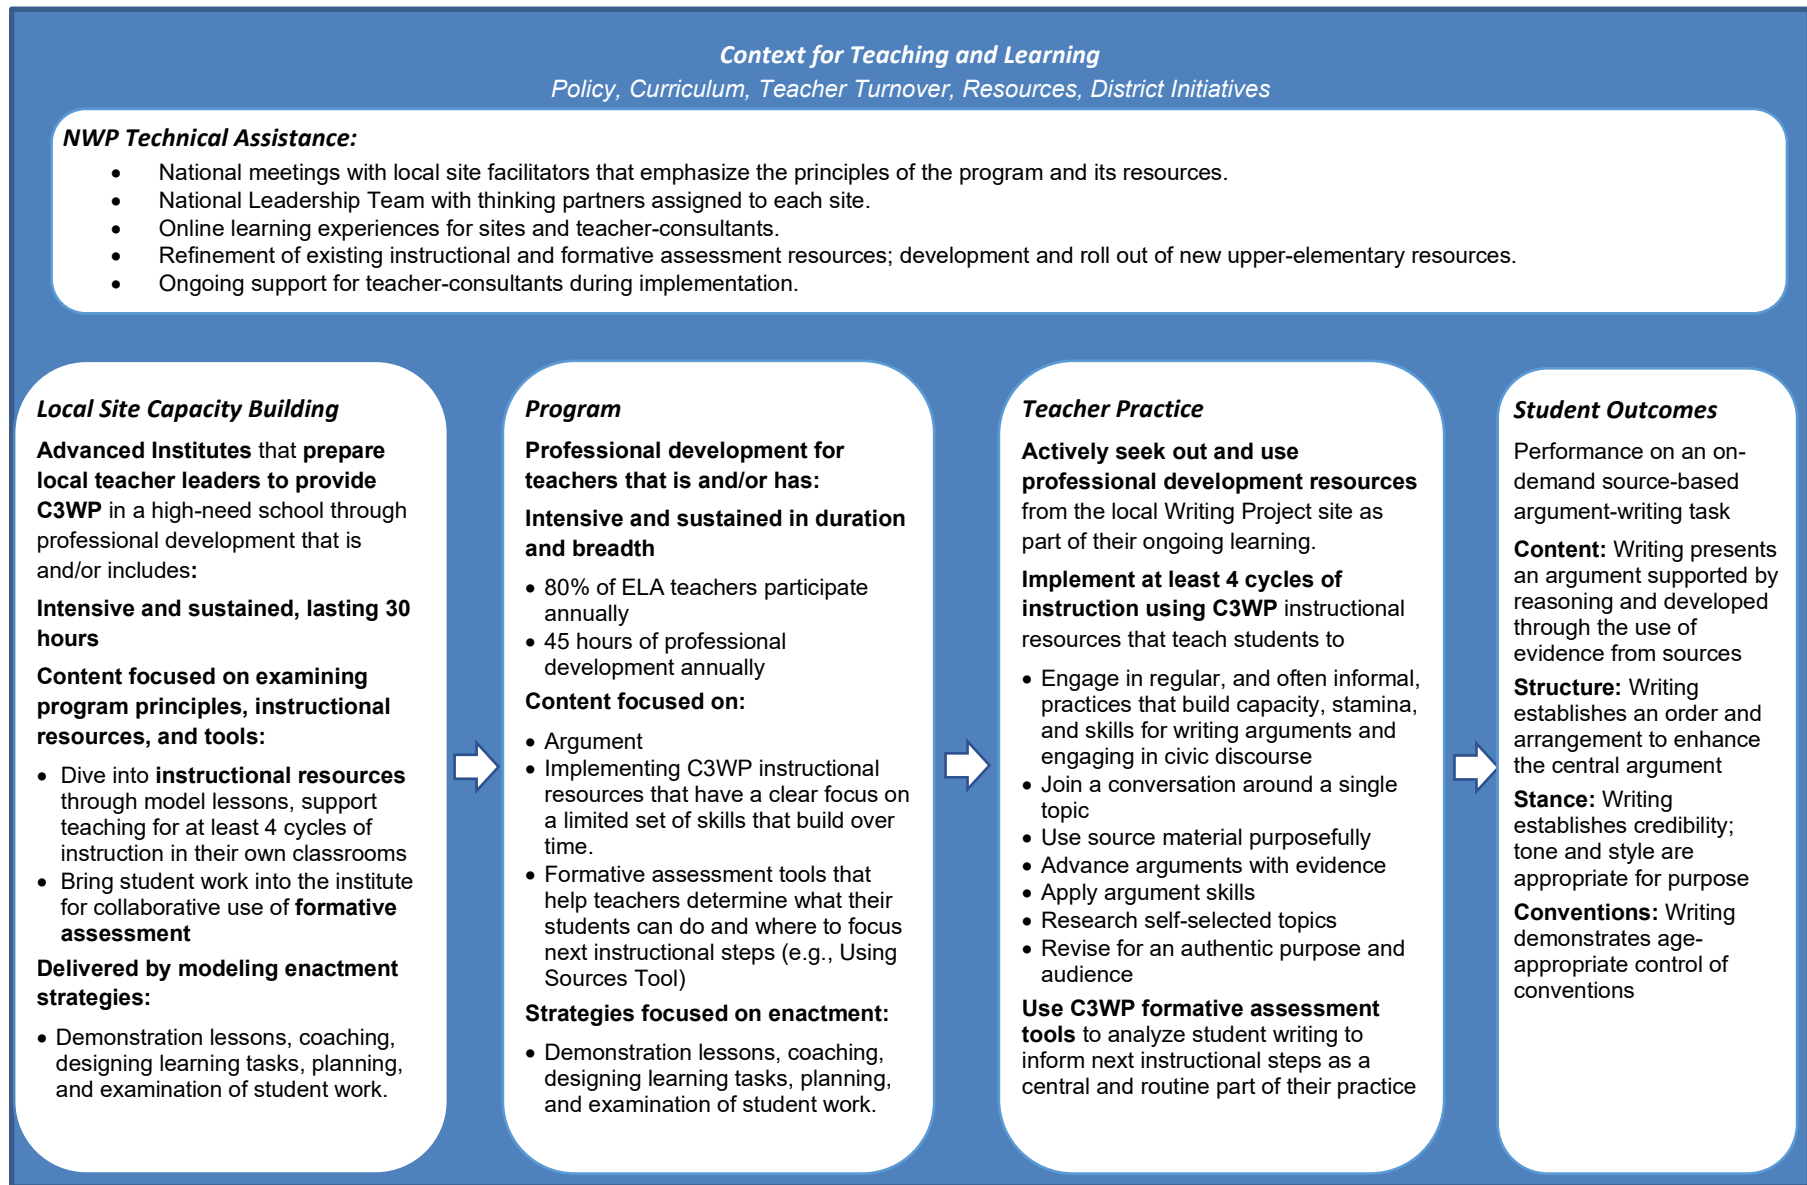 Context for Teaching and Learning
Policy, Curriculum, Teacher Turnover, Resources, District Initiatives
NWP Technical Assistance:
• National meetings with local site facilitators that emphasize the principles of the program and its resources.
• National Leadership Team with thinking partners assigned to each site.
• Online learning experiences for sites and teacher-consultants.
• Refinement of existing instructional and formative assessment resources; development and roll out of new upper-elementary resources.
• Ongoing support for teacher-consultants during implementation.
Local Site Capacity Building
Advanced Institutes that prepare
local teacher leaders to provide
C3WP in a high-need school through
professional development that is
and/or includes:
Intensive and sustained, lasting 30
hours
Content focused on examining
program principles, instructional
resources, and tools:
• Dive into instructional resources
through model lessons, support
teaching for at least 4 cycles of
instruction in their own classrooms
• Bring student work into the institute
for collaborative use of formative
assessment
Delivered by modeling enactment
strategies:
• Demonstration lessons, coaching,
designing learning tasks, planning,
and examination of student work.
Program
Professional development for
teachers that is and/or has:
Intensive and sustained in duration
and breadth
• 80% of ELA teachers participate
annually
• 45 hours of professional
development annually
Content focused on:
• Argument
• Implementing C3WP instructional
resources that have a clear focus on
a limited set of skills that build over
time.
• Formative assessment tools that
help teachers determine what their
students can do and where to focus
next instructional steps (e.g., Using
Sources Tool)
Strategies focused on enactment:
• Demonstration lessons, coaching,
designing learning tasks, planning,
and examination of student work.
Teacher Practice
Actively seek out and use
professional development resources
from the local Writing Project site as
part of their ongoing learning.
Implement at least 4 cycles of
instruction using C3WP instructional
resources that teach students to
• Engage in regular, and often informal,
practices that build capacity, stamina,
and skills for writing arguments and
engaging in civic discourse
• Join a conversation around a single
topic
• Use source material purposefully
• Advance arguments with evidence
• Apply argument skills
• Research self-selected topics
• Revise for an authentic purpose and
audience
Use C3WP formative assessment
tools to analyze student writing to
inform next instructional steps as a
central and routine part of their practice
Student Outcomes
Performance on an on-
demand source-based
argument-writing task
Content: Writing presents
an argument supported by
reasoning and developed
through the use of
evidence from sources
Structure: Writing
establishes an order and
arrangement to enhance
the central argument
Stance: Writing
establishes credibility;
tone and style are
appropriate for purpose
Conventions: Writing
demonstrates age-
appropriate control of
conventions